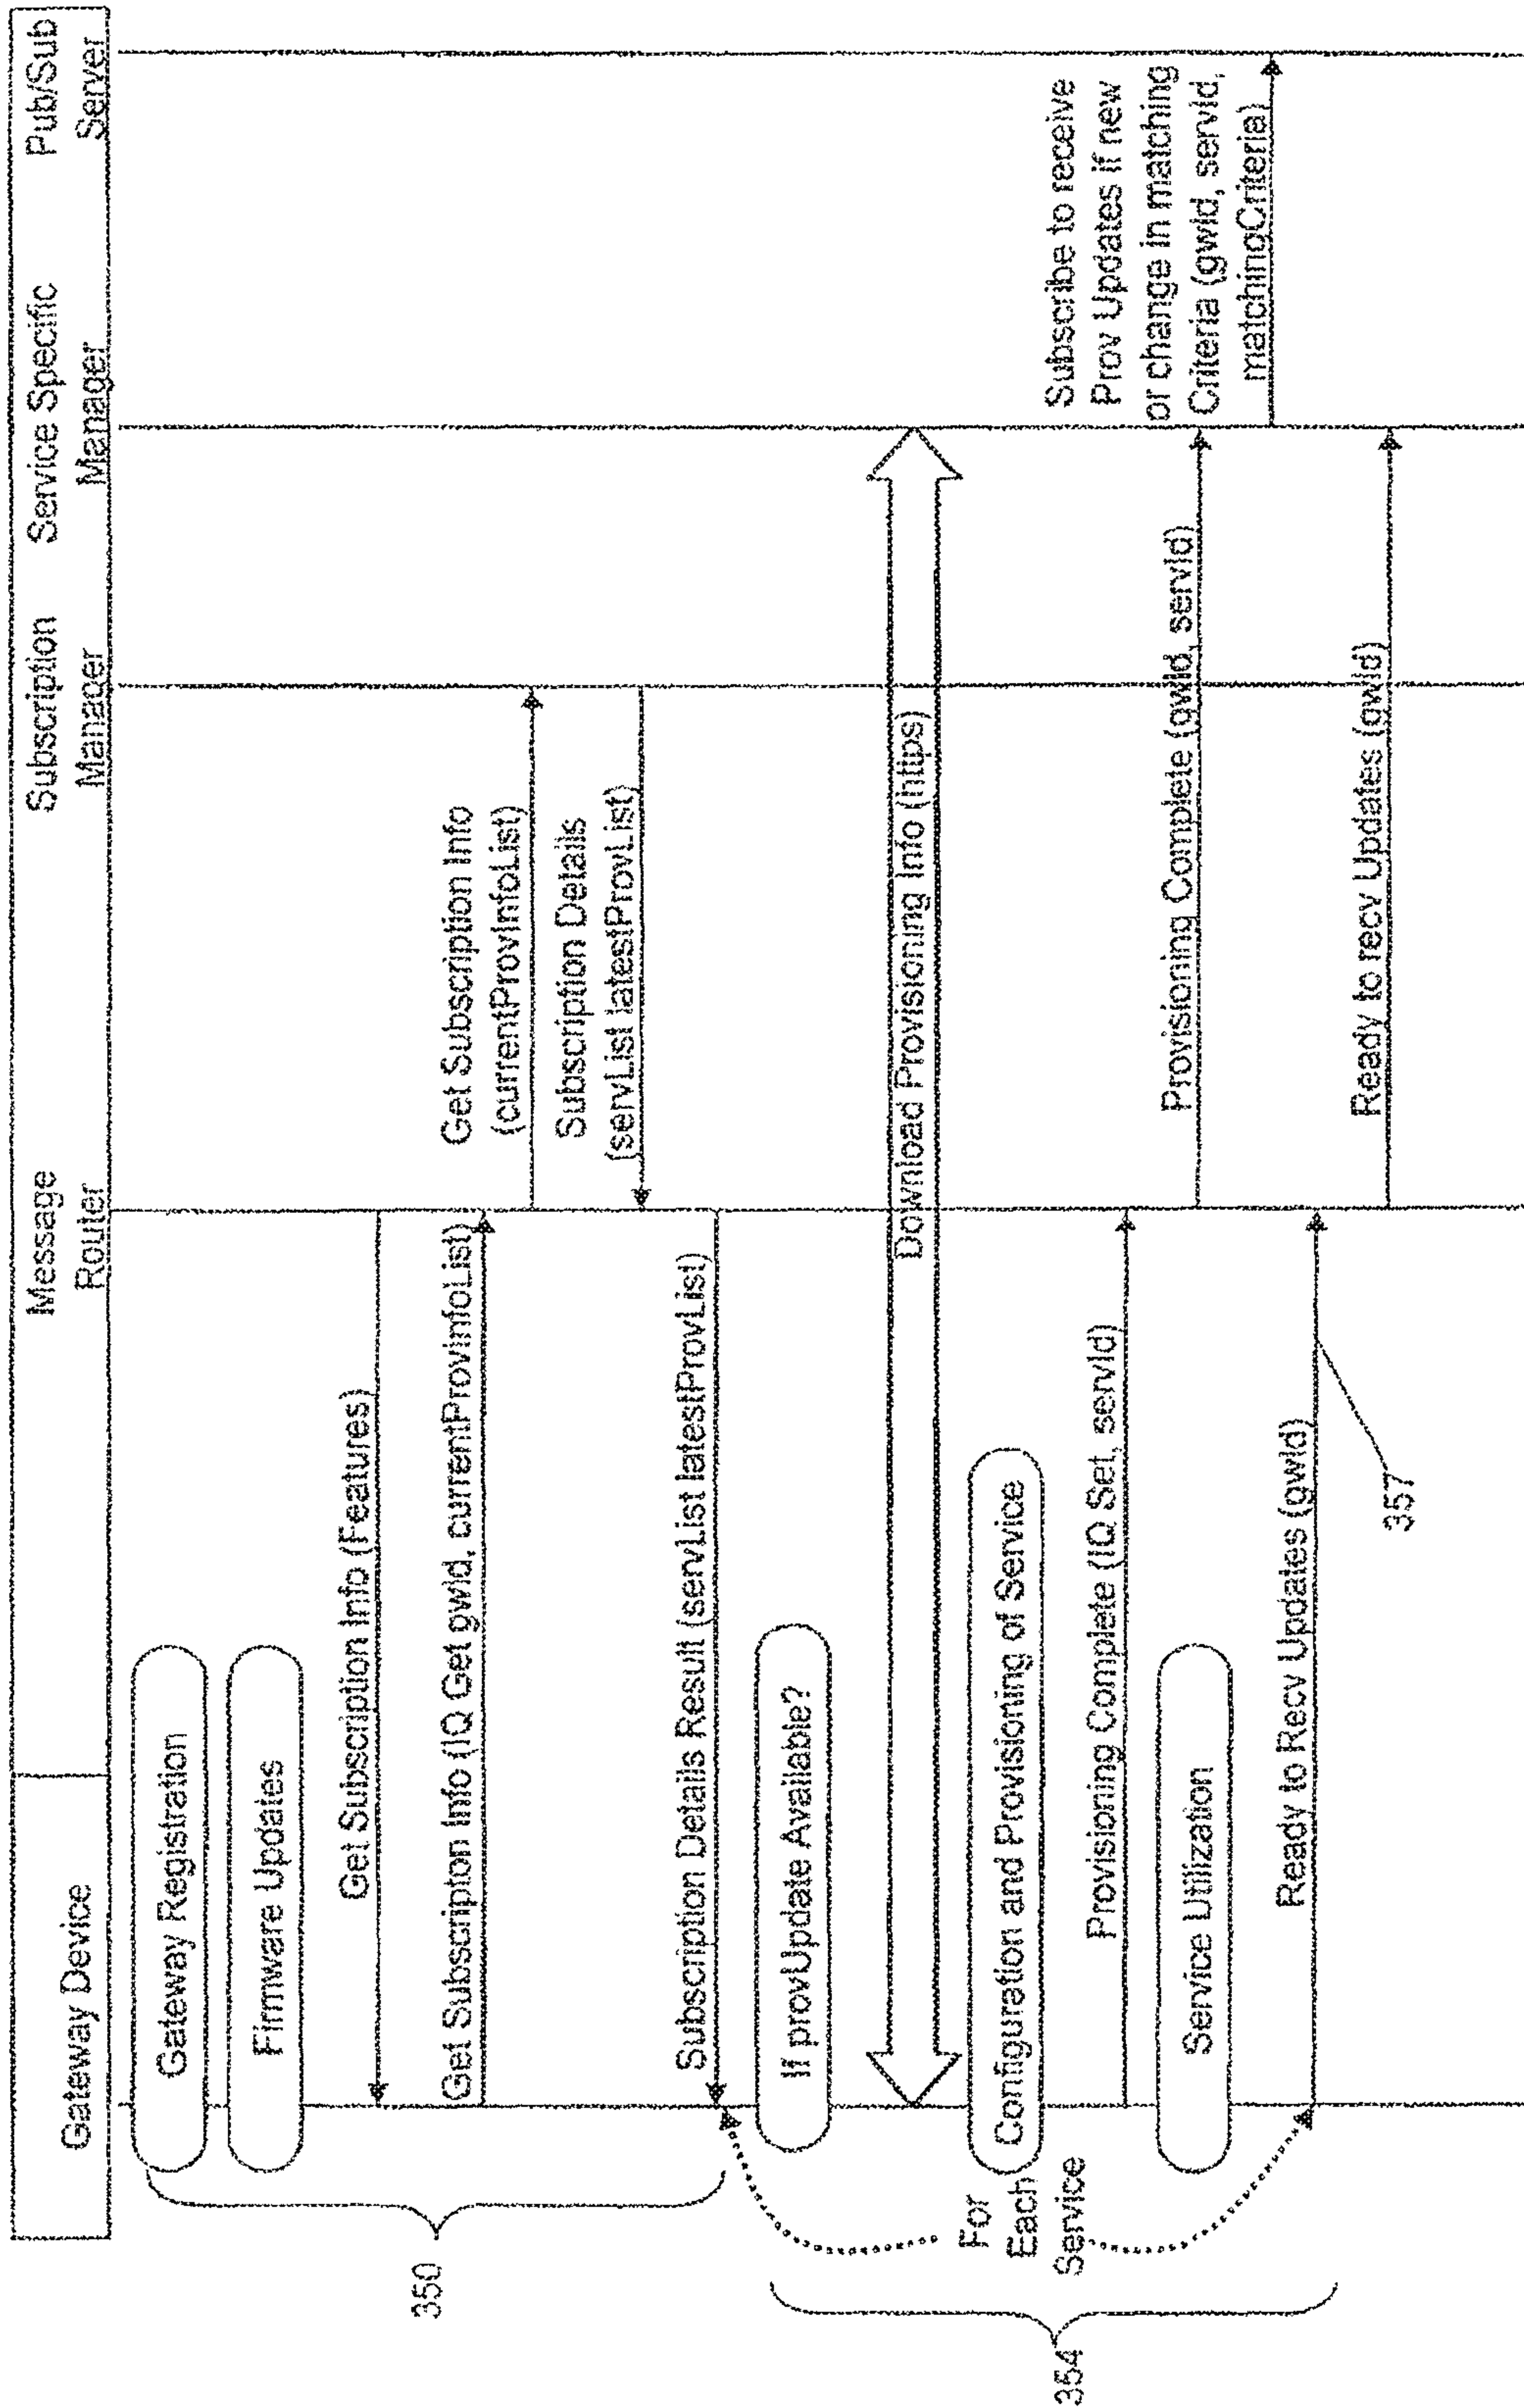 Gateway Device
Message
Router
Subscription
Manager
Service Specific
Manager
Pub/Sub
Server
Gateway Registration
Firmware Updates
Get Subscription Info (Features)
Get Subscripton Info (IQ Get gwId, currentProvInfoList)
Get Subscription Info
(currentProvInfoList)
Subscription Details
(servList latestProvList)
Subscription Details Result (servList latestProvList)
350
If provUpdate Available?
Download Provisioning Info (https)
Configuration and Provisioning of Service
For
Each
Service
Provisioning Complete (IQ Set, servId)
Provisioning Complete (gwId, servId)
Subscribe to receive
Prov Updates if new
or change in matching
Criteria (gwId, servId,
matchingCriteria)
Service Utilization
Ready to Recv Updates (gwId)
Ready to recv Updates (gwId)
357
354